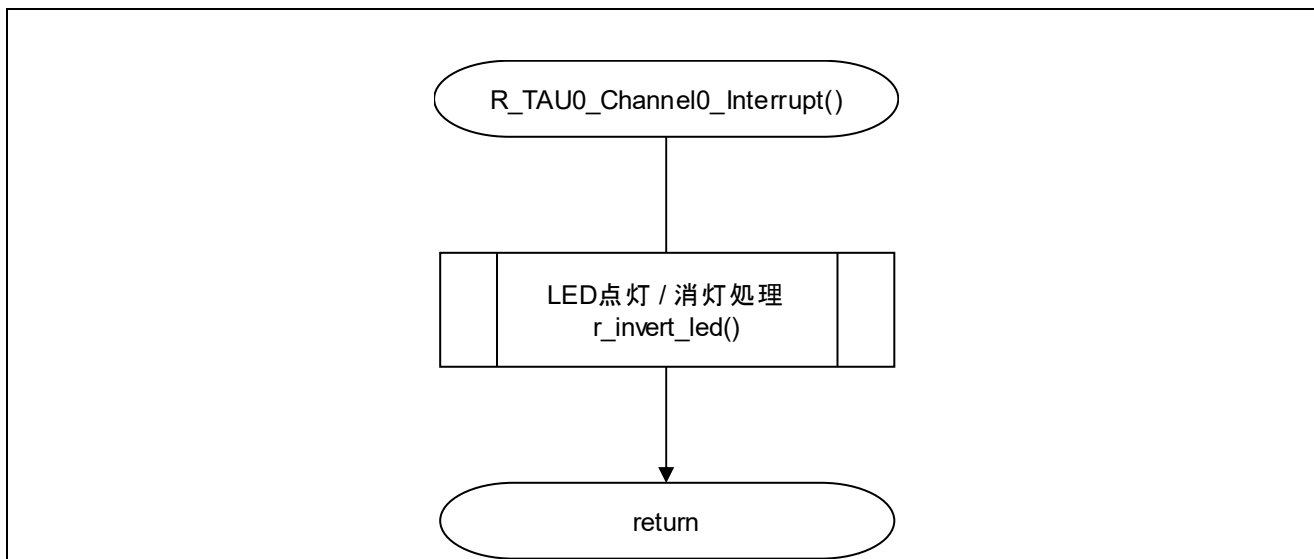 R_TAU0_Channel0_Interrupt()
LED点灯 / 消灯処理
r_invert_led()
return